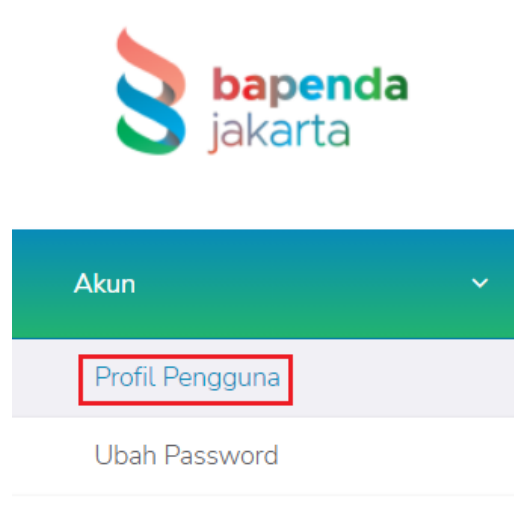 bapenda
jakarta
Akun
Profil Pengguna
Ubah Password